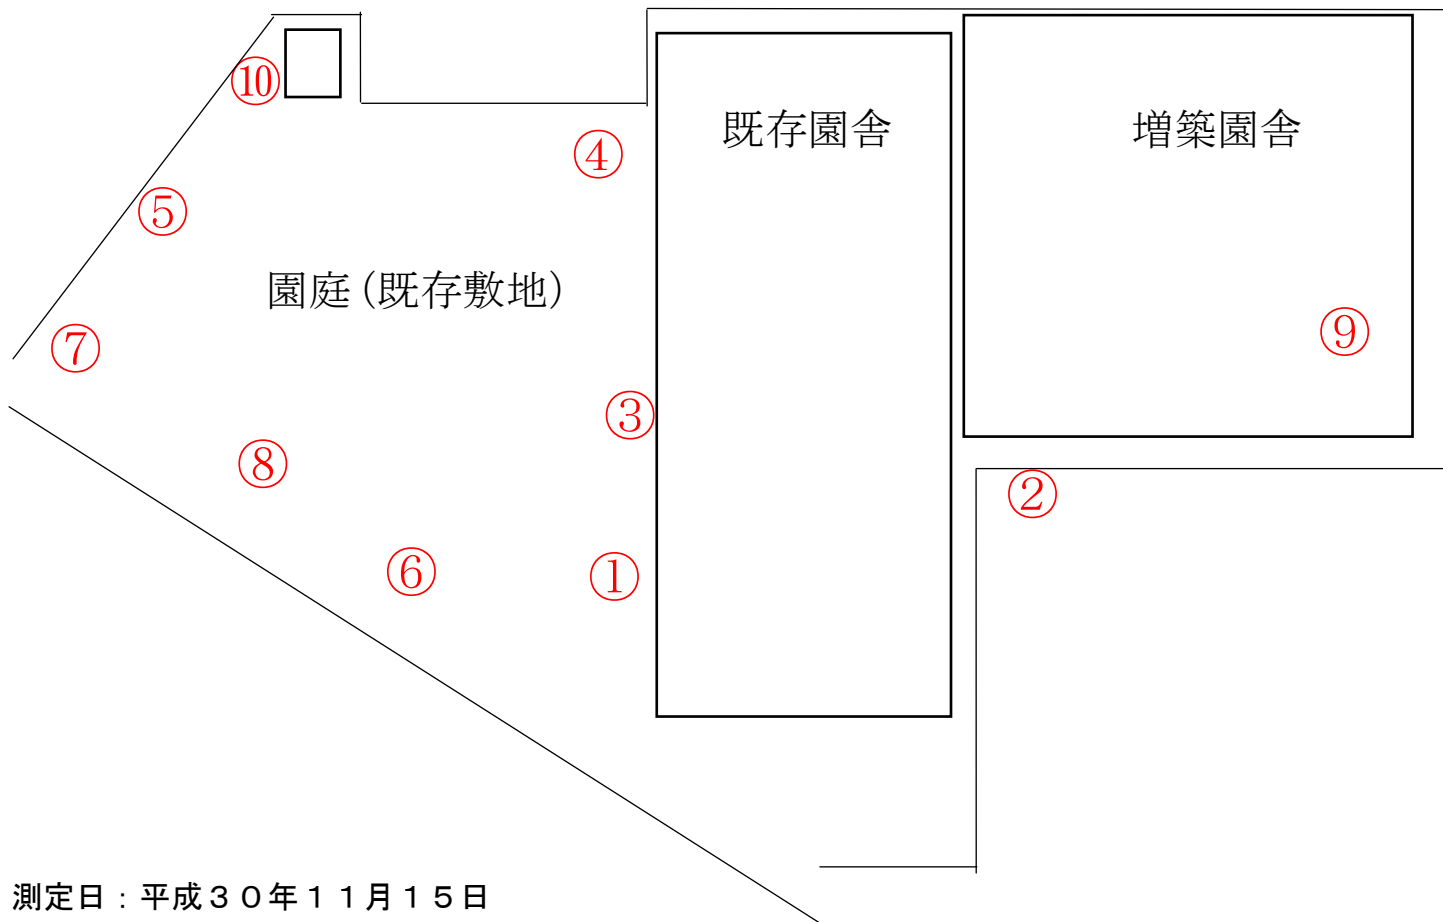 ⑩
既存園舎
増築園舎
④
⑤
園庭(既存敷地)
⑨
⑦
③
⑧
②
⑥
①
測定日：平成３０年１１月１５日